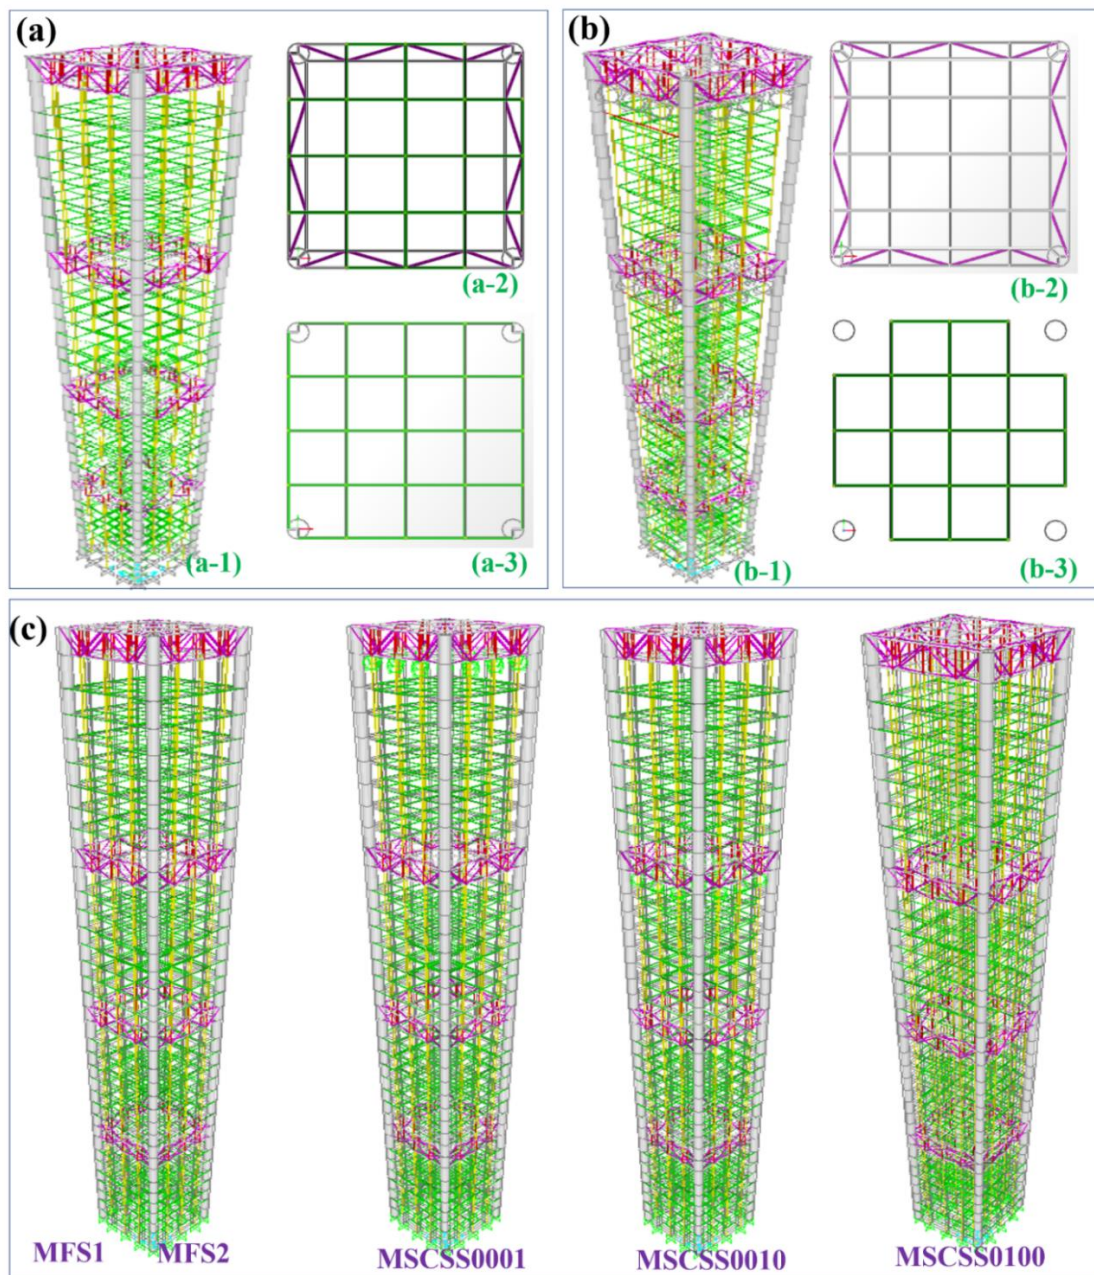 (a)
(a-1)
(a-2)
(a-3)
(b)
(b-1)
(b-2)
(b-3)
(c)
MFS1
MFS2
MSCSS0001
MSCSS0010
MSCSS0100